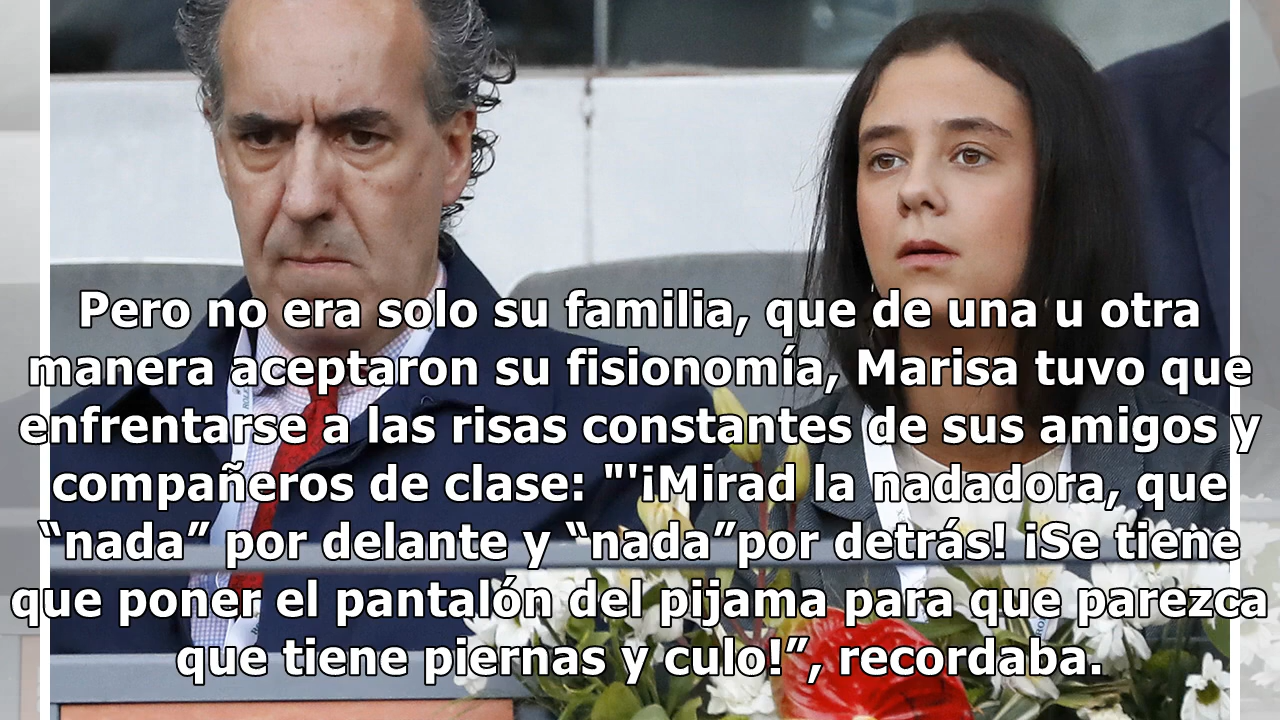 Pero no era solo su familia, que de una u otra
manera aceptaron su fisionomía, Marisa tuvo que
enfrentarse a las risas constantes de sus amigos y
compañeros de clase: "'¡Mirad la nadadora, que
“nada” por delante y “nada”por detrás! ¡Se tiene
que poner el pantalón del pijama para que parezca
que tiene piernas y culo!”, recordaba.